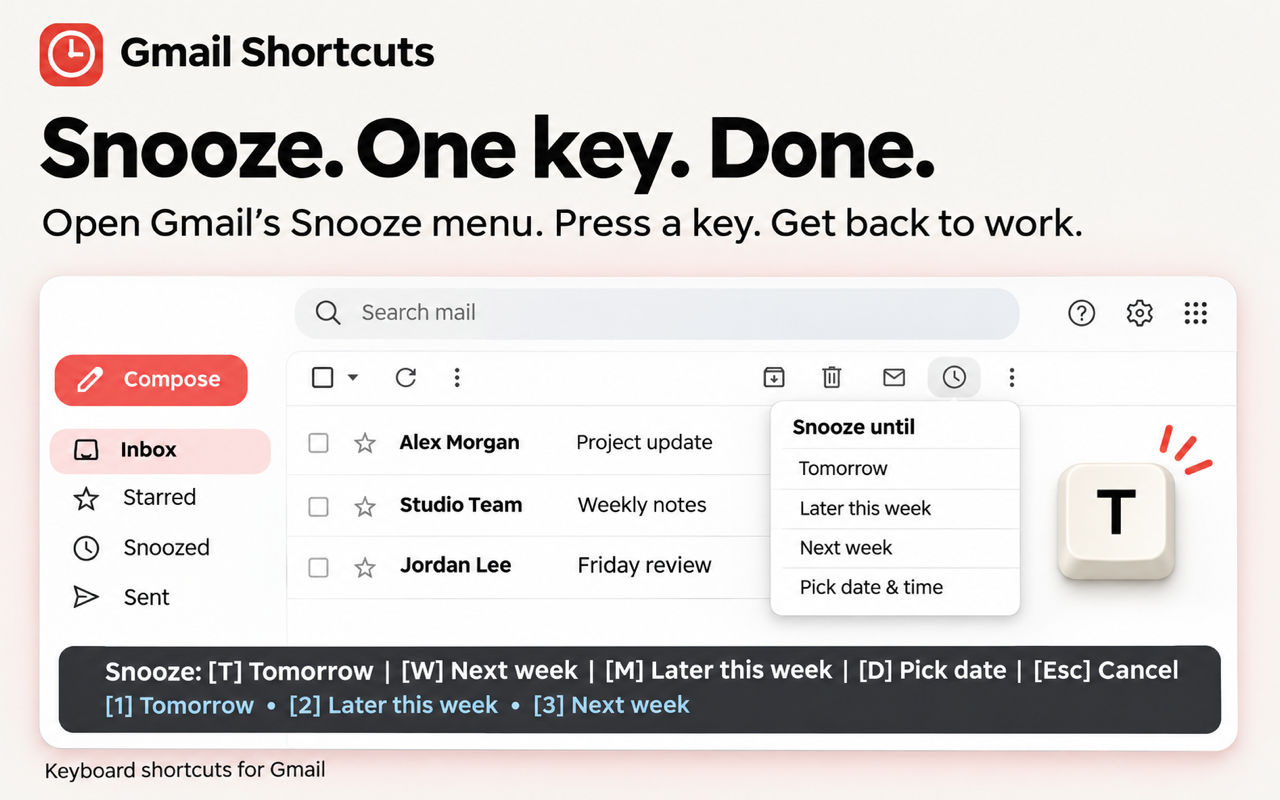 Gmail Shortcuts
Snooze. One key. Done.
Open Gmail’s Snooze menu. Press a key. Get back to work.
Search mail
Compose
Inbox
Starred
Snoozed
Sent
Alex Morgan Project update
Studio Team Weekly notes
Jordan Lee Friday review
Snooze until
Tomorrow
Later this week
Next week
Pick date & time
T
Snooze: [T] Tomorrow | [W] Next week | [M] Later this week | [D] Pick date | [Esc] Cancel
[1] Tomorrow • [2] Later this week • [3] Next week
Keyboard shortcuts for Gmail